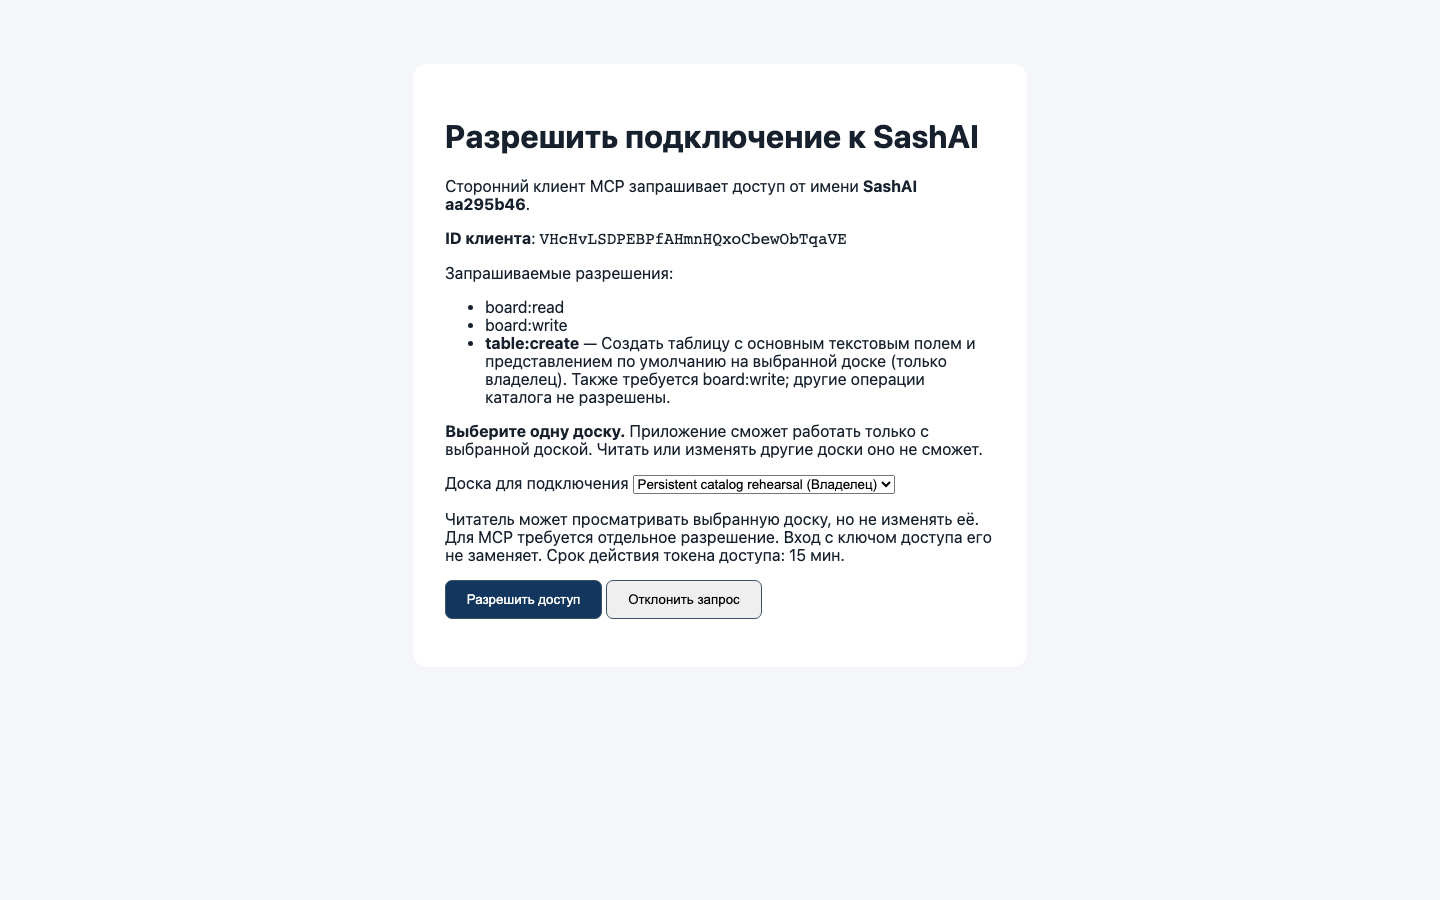 Разрешить подключение к SashAI
Сторонний клиент MCP запрашивает доступ от имени SashAI
aa295b46.
ID клиента: VHcHvLSDPEBPfAHmnHQxoCbewObTqaVE
Запрашиваемые разрешения:
• board:read
• board:write
• table:create — Создать таблицу с основным текстовым полем и
представлением по умолчанию на выбранной доске (только
владелец). Также требуется board:write; другие операции
каталога не разрешены.
Выберите одну доску. Приложение сможет работать только с
выбранной доской. Читать или изменять другие доски оно не сможет.
Доска для подключения Persistent catalog rehearsal (Владелец)
Читатель может просматривать выбранную доску, но не изменять её.
Для MCP требуется отдельное разрешение. Вход с ключом доступа его
не заменяет. Срок действия токена доступа: 15 мин.
Разрешить доступ Отклонить запрос